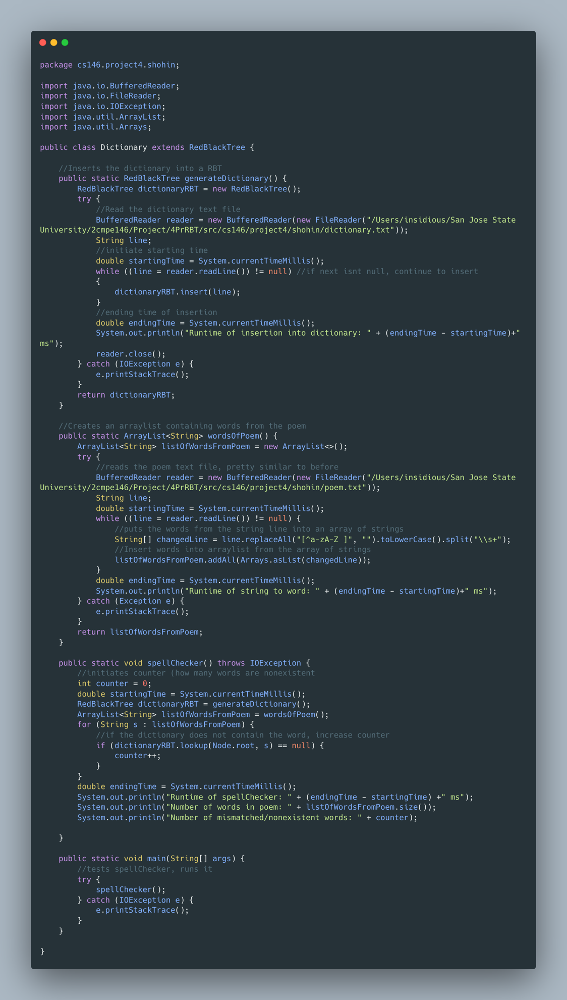 package cs146.project4.shohin;

import java.io.BufferedReader;
import java.io.FileReader;
import java.io.IOException;
import java.util.ArrayList;
import java.util.Arrays;

public class Dictionary extends RedBlackTree {

    //Inserts the dictionary into a RBT
    public static RedBlackTree generateDictionary() {
        RedBlackTree dictionaryRBT = new RedBlackTree();
        try {
            //Read the dictionary text file
            BufferedReader reader = new BufferedReader(new FileReader("/Users/insidious/San Jose State
University/2cmpe146/Project/4PrRBT/src/cs146/project4/shohin/dictionary.txt"));
            String line;
            //initiate starting time
            double startingTime = System.currentTimeMillis();
            while ((line = reader.readLine()) != null) //if next isnt null, continue to insert
            {
                dictionaryRBT.insert(line);
            }
            //ending time of insertion
            double endingTime = System.currentTimeMillis();
            System.out.println("Runtime of insertion into dictionary: " + (endingTime - startingTime)+"
ms");
            reader.close();
        } catch (IOException e) {
            e.printStackTrace();
        }
        return dictionaryRBT;
    }

    //Creates an arraylist containing words from the poem
    public static ArrayList<String> wordsOfPoem() {
        ArrayList<String> listOfWordsFromPoem = new ArrayList<>();
        try {
            //reads the poem text file, pretty similar to before
            BufferedReader reader = new BufferedReader(new FileReader("/Users/insidious/San Jose State
University/2cmpe146/Project/4PrRBT/src/cs146/project4/shohin/poem.txt"));
            String line;
            double startingTime = System.currentTimeMillis();
            while ((line = reader.readLine()) != null) {
                //puts the words from the string line into an array of strings
                String[] changedLine = line.replaceAll("[^a-zA-Z ]", "").toLowerCase().split("\\s+");
                //Insert words into arraylist from the array of strings
                listOfWordsFromPoem.addAll(Arrays.asList(changedLine));
            }
            double endingTime = System.currentTimeMillis();
            System.out.println("Runtime of string to word: " + (endingTime - startingTime)+" ms");
        } catch (Exception e) {
            e.printStackTrace();
        }
        return listOfWordsFromPoem;
    }

    public static void spellChecker() throws IOException {
        //initiates counter (how many words are nonexistent
        int counter = 0;
        double startingTime = System.currentTimeMillis();
        RedBlackTree dictionaryRBT = generateDictionary();
        ArrayList<String> listOfWordsFromPoem = wordsOfPoem();
        for (String s : listOfWordsFromPoem) {
            //if the dictionary does not contain the word, increase counter
            if (dictionaryRBT.lookup(Node.root, s) == null) {
                counter++;
            }
        }
        double endingTime = System.currentTimeMillis();
        System.out.println("Runtime of spellChecker: " + (endingTime - startingTime) +" ms");
        System.out.println("Number of words in poem: " + listOfWordsFromPoem.size());
        System.out.println("Number of mismatched/nonexistent words: " + counter);

    }

    public static void main(String[] args) {
        //tests spellChecker, runs it
        try {
            spellChecker();
        } catch (IOException e) {
            e.printStackTrace();
        }
    }

}